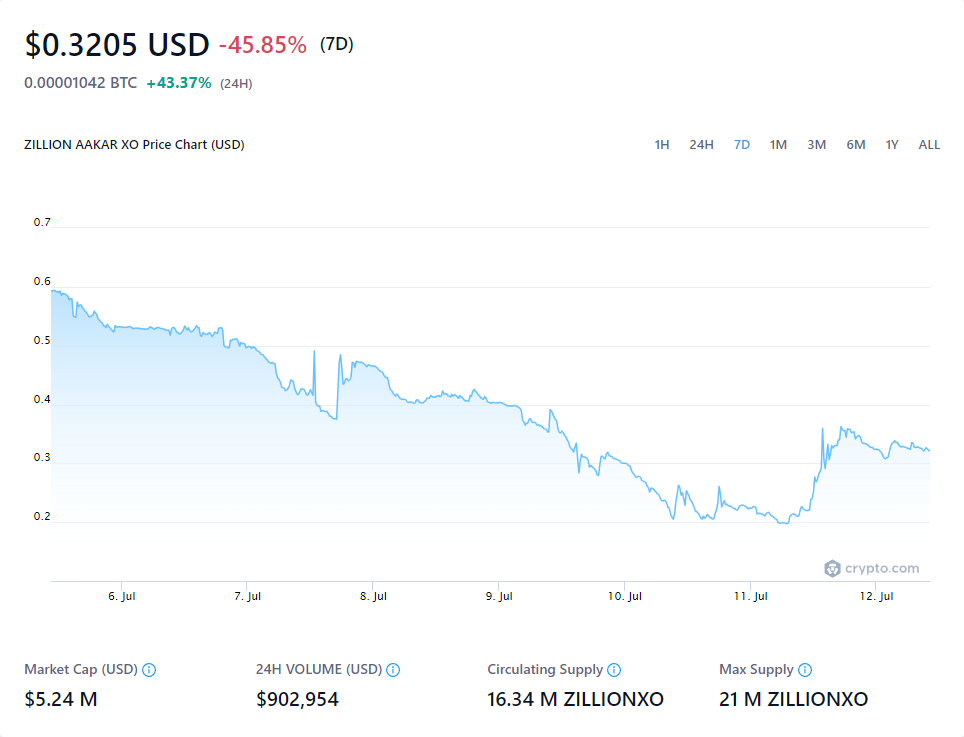 $0.3205 USD -45.85% (7D)
0.00001042 BTC +43.37% (24H)
ZILLION AAKAR XO Price Chart (USD) 1H 24H 7D 1M 3M 6M 1Y ALL
0.7
0.6
0.5
0.4
0.3
0.2
crypto.com
6. Jul 7. Jul 8. Jul 9. Jul 10. Jul 11. Jul 12. Jul
Market Cap (USD) 24H VOLUME (USD) Circulating Supply Max Supply
$5.24 M $902,954 16.34 M ZILLIONXO 21 M ZILLIONXO